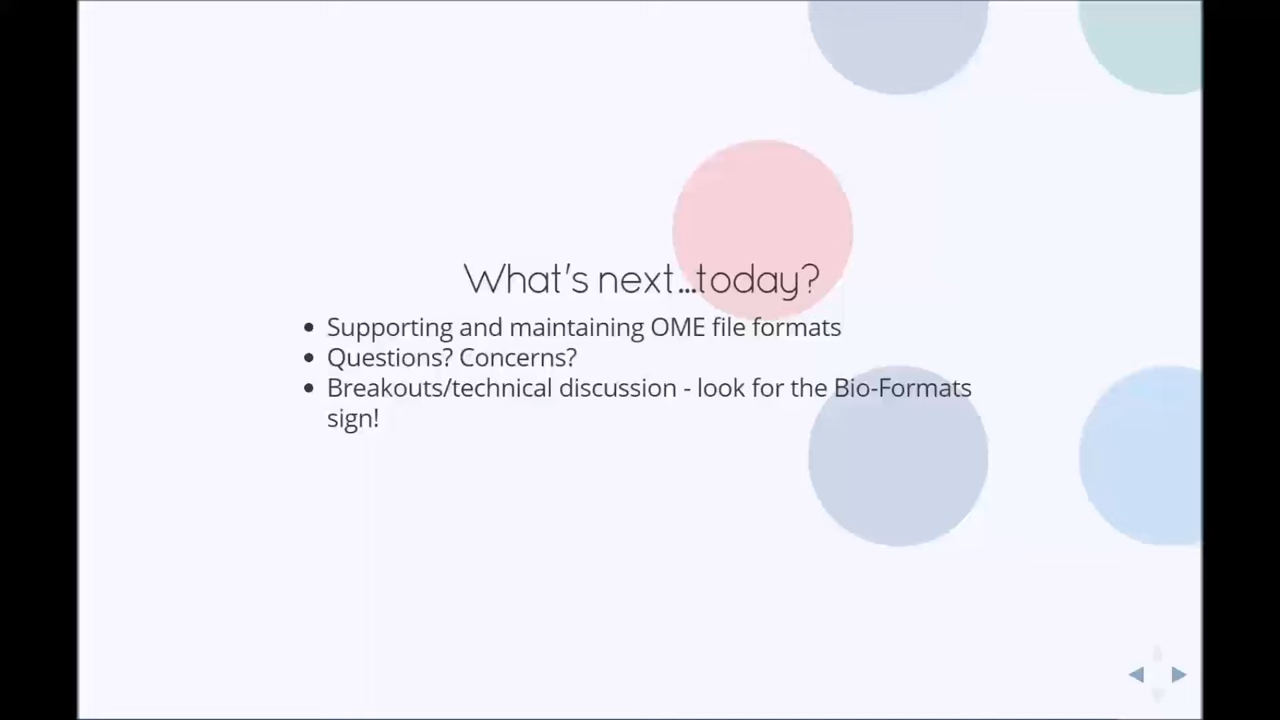 What's next...today?
Supporting and maintaining OME file formats
Questions? Concerns?
Breakouts/technical discussion - look for the Bio-Formats
sign!